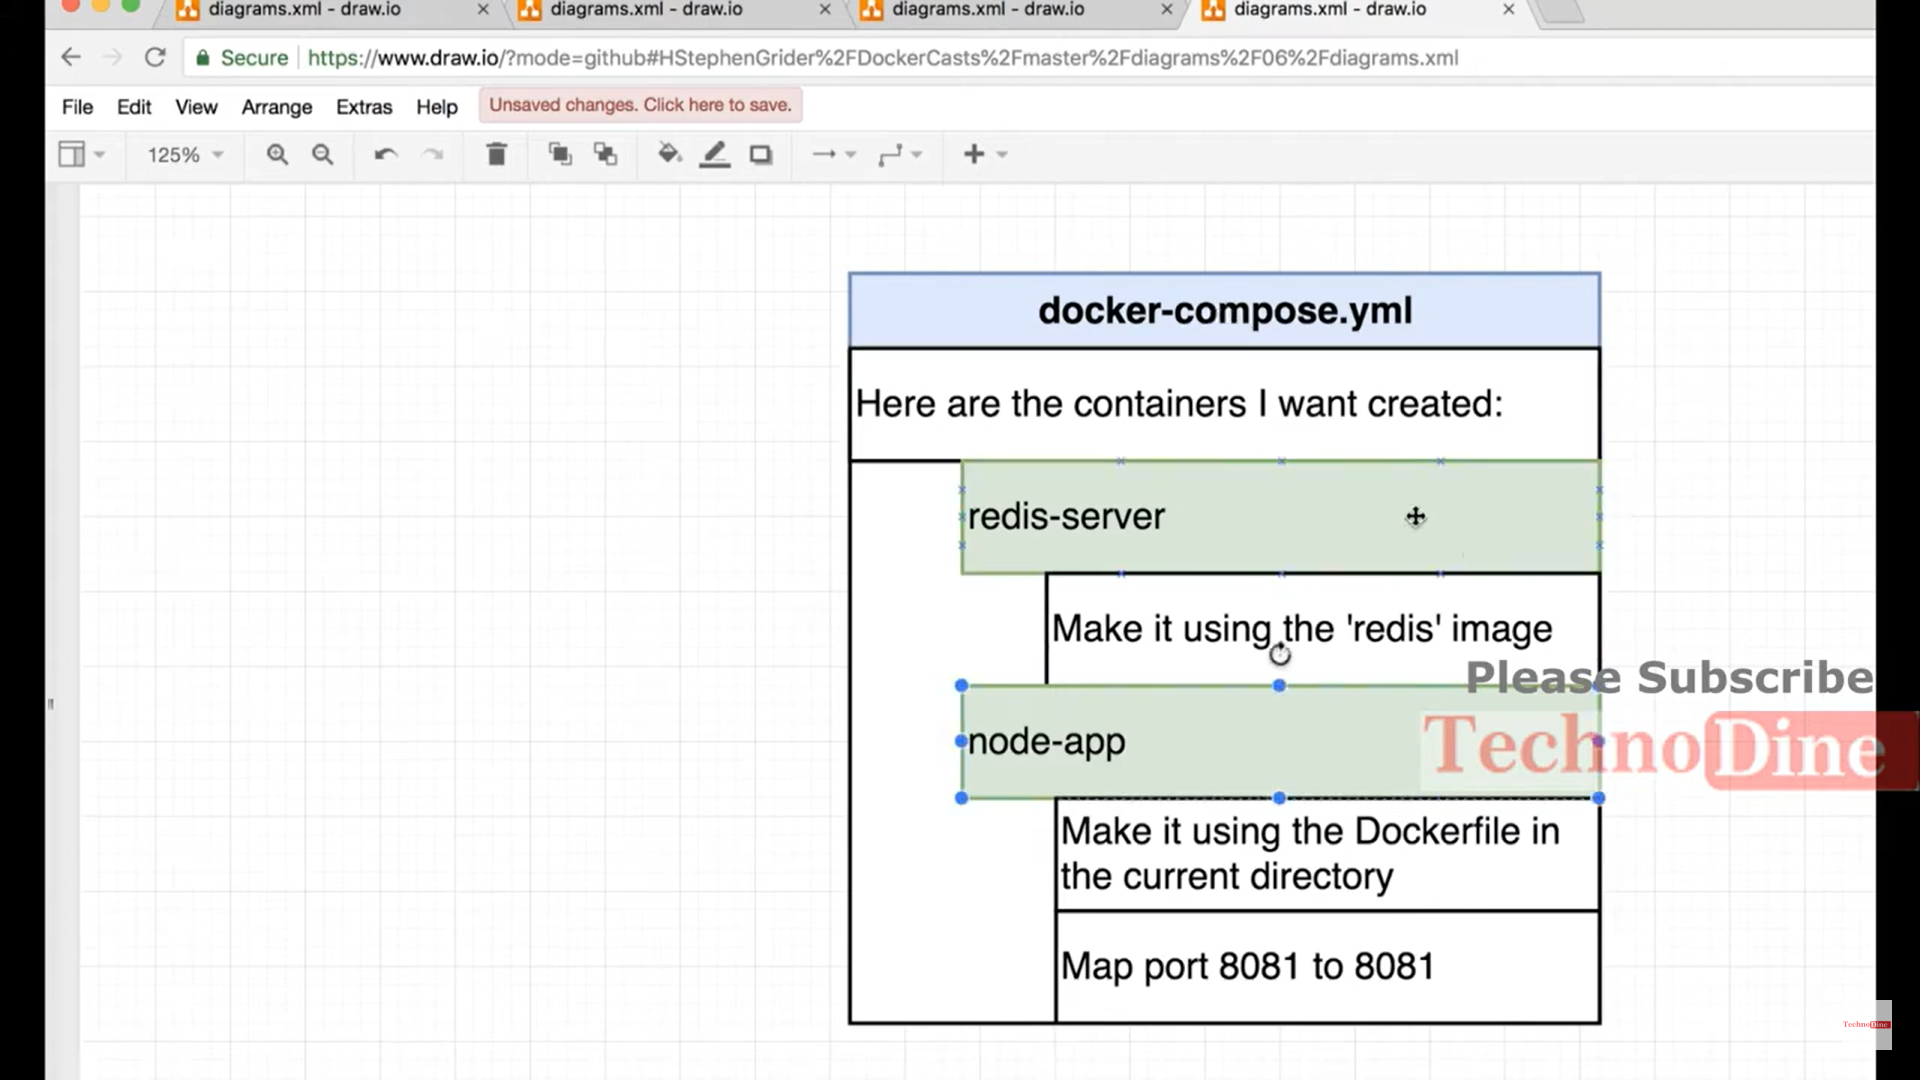 diagrams.xml - draw.io
diagrams.xml - draw.io
diagrams.xml - draw.io
diagrams.xml - draw.io
Secure
https://www.draw.io/?mode=github#HStephenGrider%2FDockerCasts%2Fmaster%2Fdiagrams%2F06%2Fdiagrams.xml
File Edit View Arrange Extras Help Unsaved changes. Click here to save.
125%
docker-compose.yml
Here are the containers I want created:
redis-server
Make it using the 'redis' image
Please Subscribe
node-app
TechnoDine
Make it using the Dockerfile in
the current directory
Map port 8081 to 8081
TechnoDine